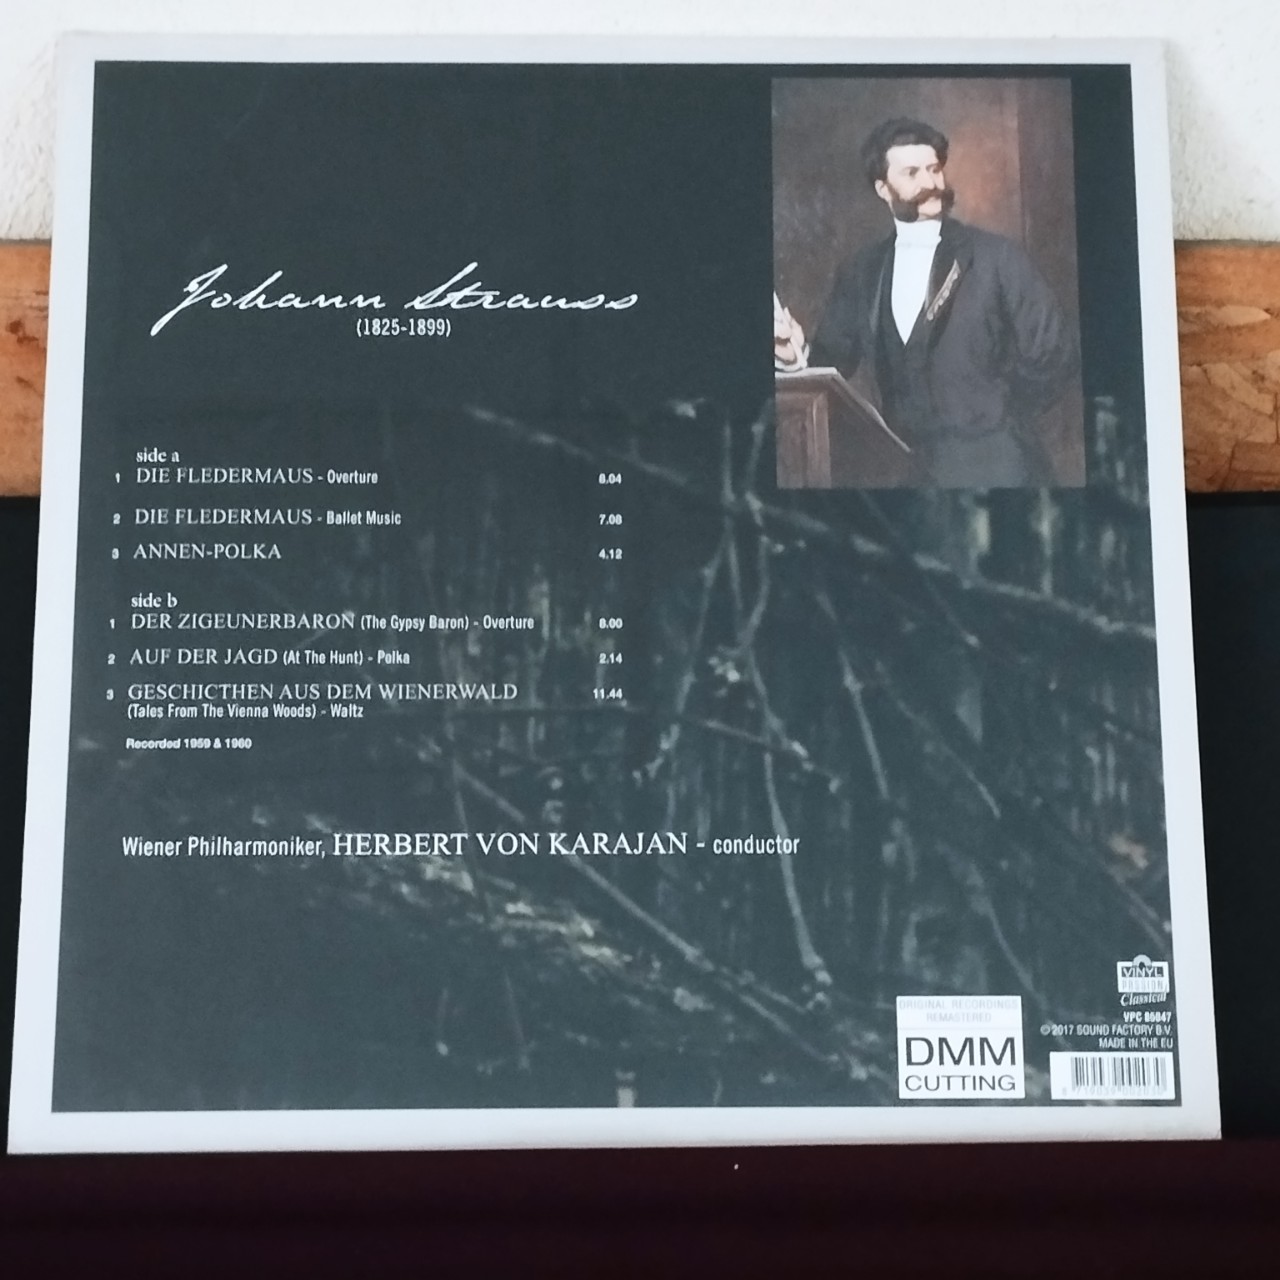 Johann Strauss
(1825-1899)
side a
1 DIE FLEDERMAUS - Overture 8.04
2 DIE FLEDERMAUS - Ballet Music 7.08
3 ANNEN-POLKA 4.12
side b
1 DER ZIGEUNERBARON (The Gypsy Baron) - Overture 8.00
2 AUF DER JAGD (At The Hunt) - Polka 2.14
3 GESCHICTHEN AUS DEM WIENERWALD 11.44
(Tales From The Vienna Woods) - Waltz
Recorded 1959 & 1960
Wiener Philharmoniker, HERBERT VON KARAJAN - conductor
VINYL
PASSION
Classical
VPC 85047
© 2017 SOUND FACTORY B.V.
MADE IN THE EU
ORIGINAL RECORDINGS
REMASTERED
DMM
CUTTING